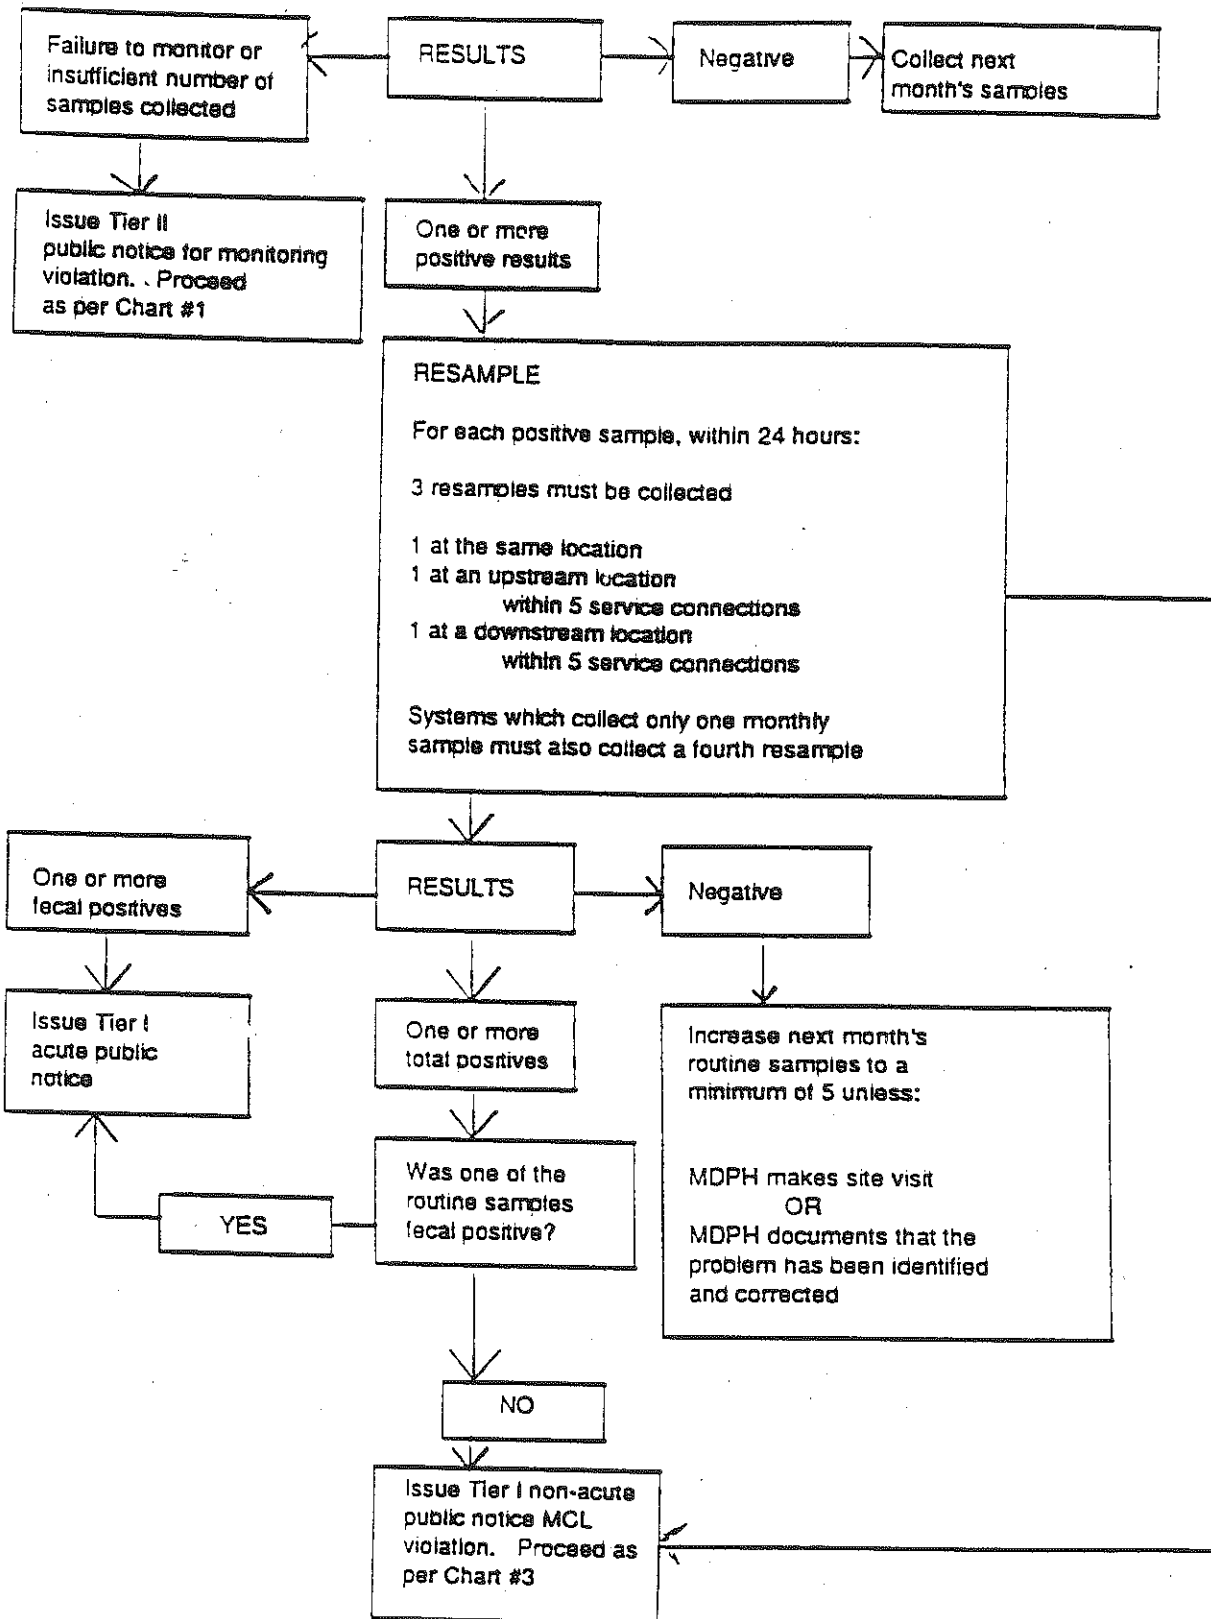 Failure to monitor or
insufficient number of
samples collected
RESULTS
Negative
Collect next
month's samples
Issue Tier II
public notice for monitoring
violation. Proceed
as per Chart #1
One or more
positive results
RESAMPLE
For each positive sample, within 24 hours:
3 resamples must be collected
1 at the same location
1 at an upstream location
within 5 service connections
1 at a downstream location
within 5 service connections
Systems which collect only one monthly
sample must also collect a fourth resample
One or more
fecal positives
RESULTS
Negative
Issue Tier I
acute public
notice
One or more
total positives
Increase next month's
routine samples to a
minimum of 5 unless:
MDPH makes site visit
OR
MDPH documents that the
problem has been identified
and corrected
Was one of the
routine samples
fecal positive?
YES
NO
Issue Tier I non-acute
public notice MCL
violation. Proceed as
per Chart #3